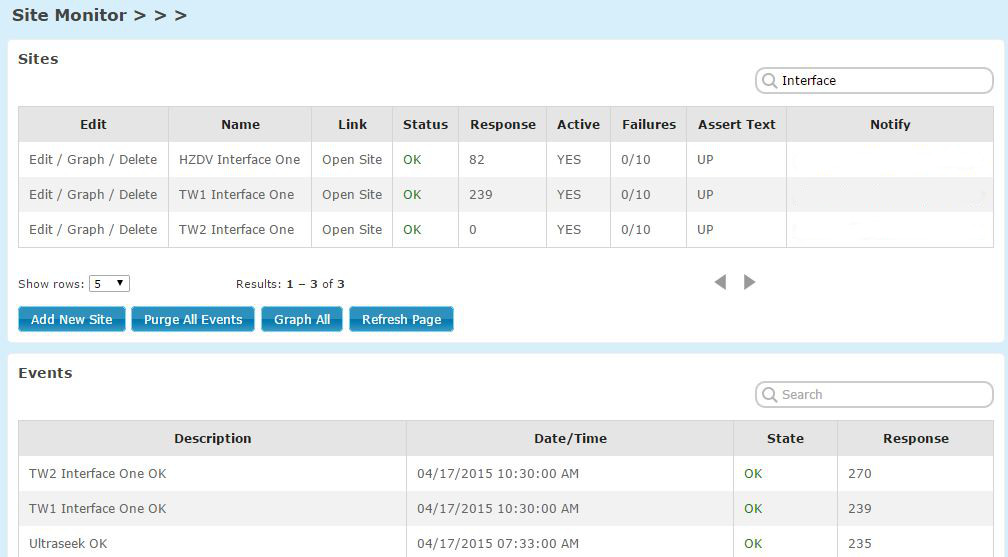 Site Monitor > > >
Sites
Interface
Edit Name Link Status Response Active Failures Assert Text Notify
Edit / Graph / Delete HZDV Interface One Open Site OK 82 YES 0/10 UP
Edit / Graph / Delete TW1 Interface One Open Site OK 239 YES 0/10 UP
Edit / Graph / Delete TW2 Interface One Open Site OK 0 YES 0/10 UP
Show rows: 5 Results: 1 – 3 of 3
Add New Site Purge All Events Graph All Refresh Page
Events
Search
Description Date/Time State Response
TW2 Interface One OK 04/17/2015 10:30:00 AM OK 270
TW1 Interface One OK 04/17/2015 10:30:00 AM OK 239
Ultraseek OK 04/17/2015 07:33:00 AM OK 235